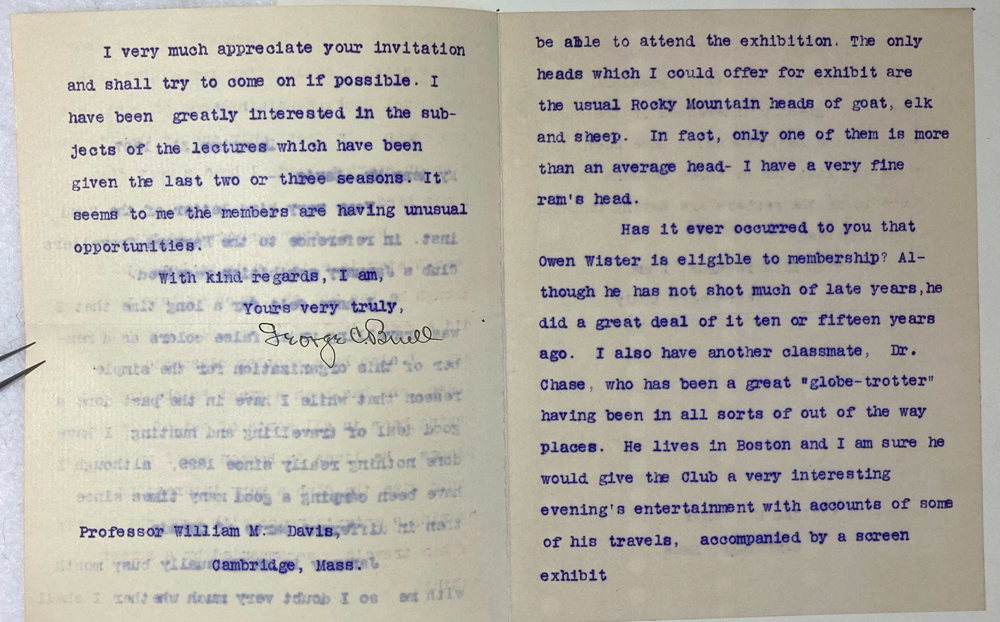 I very much appreciate your invitation
and shall try to come on if possible. I
have been greatly interested in the sub-
jects of the lectures which have been
given the last two or three seasons. It
seems to me the members are having unusual
opportunities.
With kind regards, I am,
Yours very truly,
George C. Buell
Professor William M. Davis,
Cambridge, Mass.
be able to attend the exhibition. The only
heads which I could offer for exhibit are
the usual Rocky Mountain heads of goat, elk
and sheep. In fact, only one of them is more
than an average head- I have a very fine
ram's head.
Has it ever occurred to you that
Owen Wister is eligible to membership? Al-
though he has not shot much of late years,he
did a great deal of it ten or fifteen years
ago. I also have another classmate, Dr.
Chase, who has been a great "globe-trotter"
having been in all sorts of out of the way
places. He lives in Boston and I am sure he
would give the Club a very interesting
evening's entertainment with accounts of some
of his travels, accompanied by a screen
exhibit